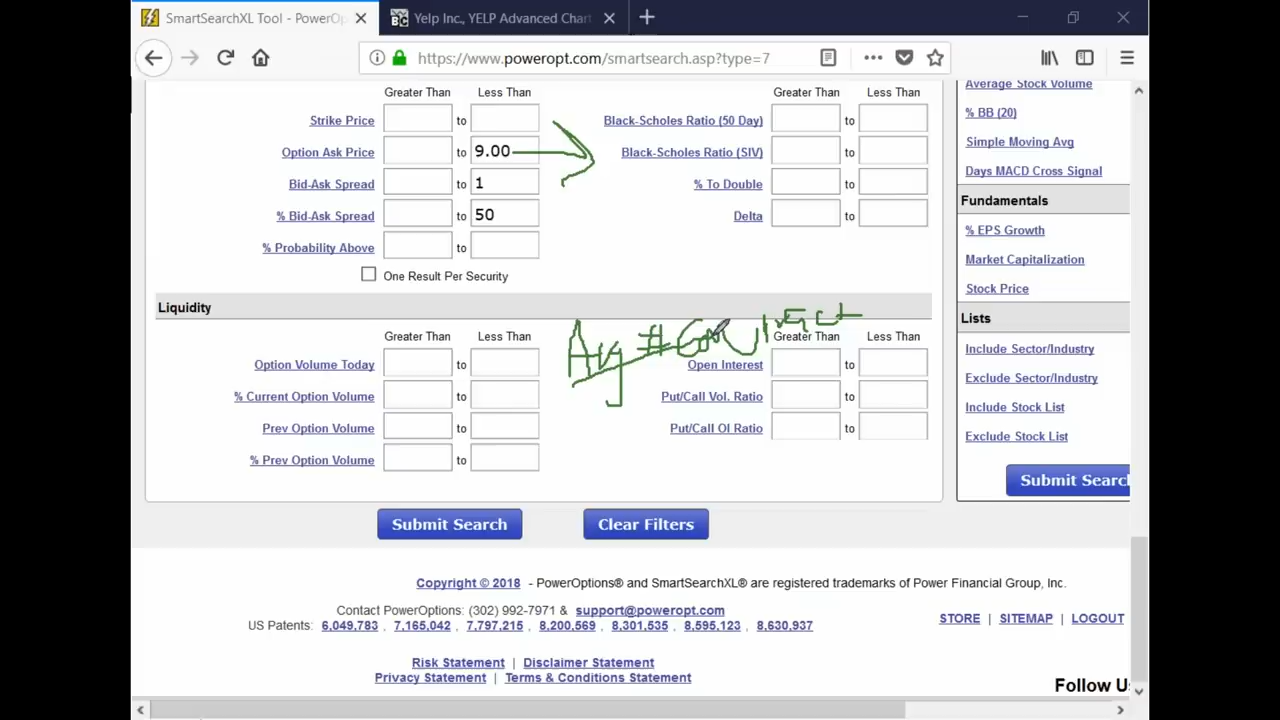 SmartSearchXL Tool - PowerOp
Yelp Inc., YELP Advanced Chart
https://www.poweropt.com/smartsearch.asp?type=7
Greater Than Less Than Greater Than Less Than
Strike Price to Black-Scholes Ratio (50 Day) to
Option Ask Price to 9.00 Black-Scholes Ratio (SIV) to
Bid-Ask Spread to 1 % To Double to
% Bid-Ask Spread to 50 Delta to
% Probability Above to
One Result Per Security
Liquidity
Avg #
Greater Than Less Than Greater Than Less Than
Option Volume Today to Open Interest to
% Current Option Volume to Put/Call Vol. Ratio to
Prev Option Volume to Put/Call OI Ratio to
% Prev Option Volume to
Submit Search Clear Filters
Average Stock Volume
% BB (20)
Simple Moving Avg
Days MACD Cross Signal
Fundamentals
% EPS Growth
Market Capitalization
Stock Price
Lists
Include Sector/Industry
Exclude Sector/Industry
Include Stock List
Exclude Stock List
Submit Searc
Copyright © 2018 - PowerOptions® and SmartSearchXL® are registered trademarks of Power Financial Group, Inc.
Contact PowerOptions: (302) 992-7971 & support@poweropt.com
US Patents: 6,049,783 , 7,165,042 , 7,797,215 , 8,200,569 , 8,301,535 , 8,595,123 , 8,630,937
STORE | SITEMAP | LOGOUT
Risk Statement | Disclaimer Statement
Privacy Statement | Terms & Conditions Statement
Follow U